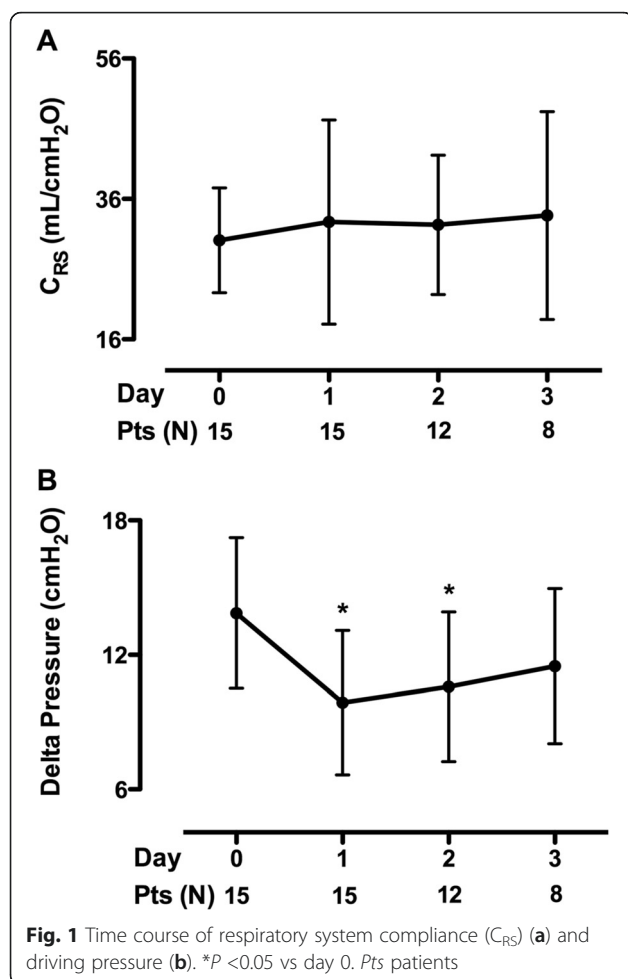 A
56
36
16
C_RS (mL/cmH₂O)
Day 0 1 2 3
Pts (N) 15 15 12 8
B
18
12
6
Delta Pressure (cmH₂O)
* *
Day 0 1 2 3
Pts (N) 15 15 12 8
Fig. 1 Time course of respiratory system compliance (C_RS) (a) and
driving pressure (b). *P <0.05 vs day 0. Pts patients